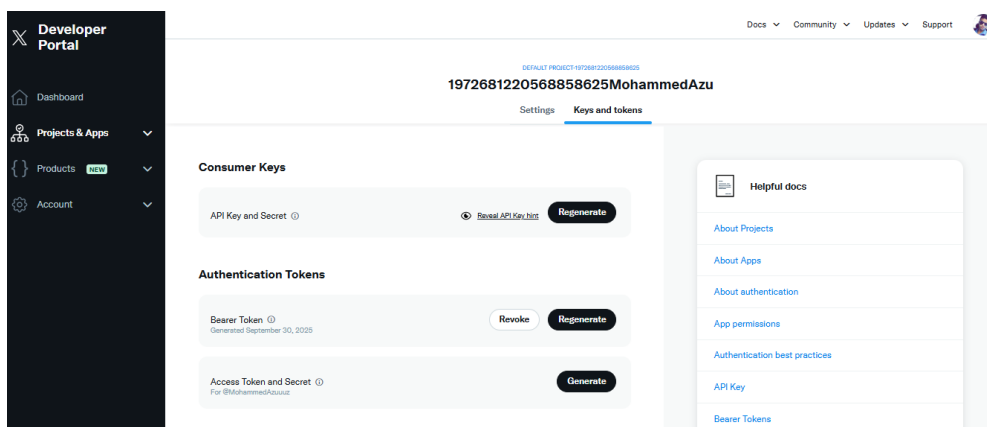 Developer
Portal
Docs
Community
Updates
Support
Dashboard
Projects & Apps
Products NEW
Account
DEFAULT PROJECT-1972681220568858625
1972681220568858625MohammedAzu
Settings
Keys and tokens
Consumer Keys
API Key and Secret
Reveal API Key hint
Regenerate
Authentication Tokens
Bearer Token
Generated September 30, 2025
Revoke
Regenerate
Access Token and Secret
For @MohammedAzuuuz
Generate
Helpful docs
About Projects
About Apps
About authentication
App permissions
Authentication best practices
API Key
Bearer Tokens